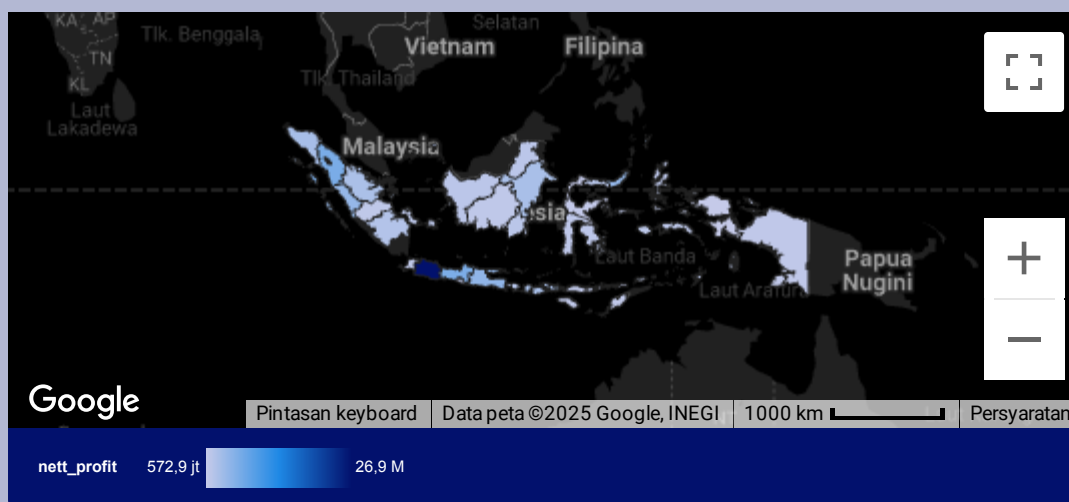 KA AP
Selatan
Tlk. Benggala
Vietnam
Filipina
TN
Tlk. Thailand
KL
Laut
Lakadewa
Malaysia
esia
Laut Banda
Papua
Nugini
Laut Arafura
Google
Pintasan keyboard
Data peta ©2025 Google, INEGI
1000 km
Persyaratan
nett_profit
572,9 jt
26,9 M